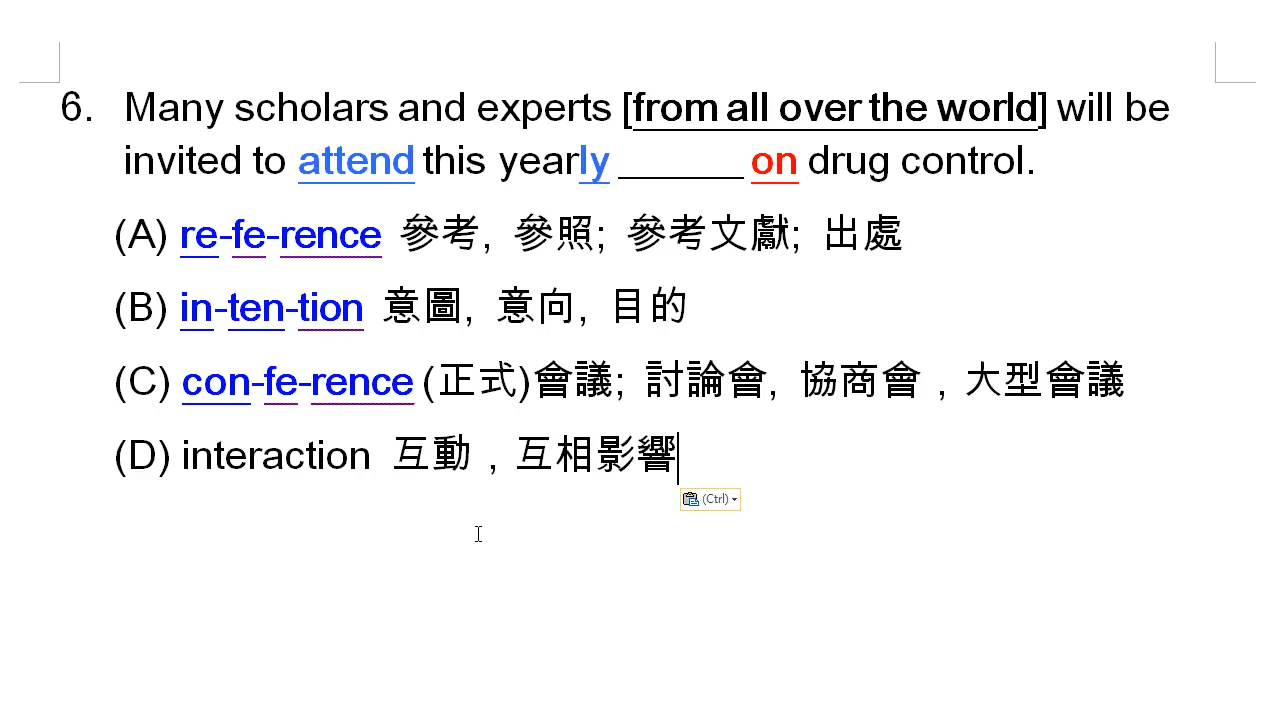 6. Many scholars and experts [from all over the world] will be
invited to attend this yearly ______ on drug control.
(A) re-fe-rence 參考, 參照; 參考文獻; 出處
(B) in-ten-tion 意圖, 意向, 目的
(C) con-fe-rence (正式)會議; 討論會, 協商會，大型會議
(D) interaction 互動，互相影響
(Ctrl)